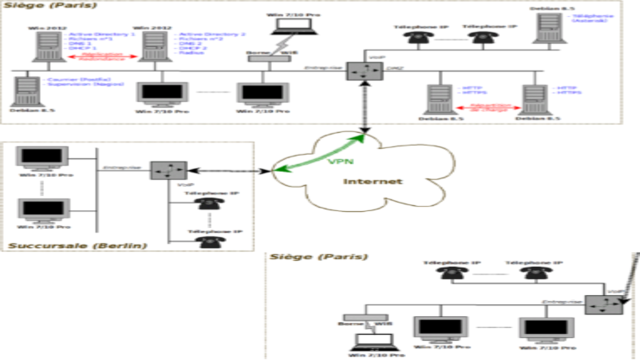 Siège (Paris)
Win 7/10 Pro
Téléphone IP
Téléphone IP
Debian 8.5
- Téléphonie
(Asterisk)
Win 2012
- Active Directory 1
- Fichiers n°1
- DNS 1
- DHCP 1
Win 2012
- Active Directory 2
- Fichiers n°2
- DNS 2
- DHCP 2
- Radius
Borne Wifi
Entreprise
VoIP
DMZ
- Courrier (Postfix)
- Supervision (Nagios)
Debian 8.5
Win 7/10 Pro
Win 7/10 Pro
- HTTP
- HTTPS
- HTTP
- HTTPS
Debian 8.5
Debian 8.5
VPN
Internet
Win 7/10 Pro
Entreprise
VoIP
Téléphone IP
Win 7/10 Pro
Téléphone IP
Succursale (Berlin)
Siège (Paris)
Téléphone IP
Téléphone IP
VoIP
Entreprise
Borne Wifi
Win 7/10 Pro
Win 7/10 Pro
Win 7/10 Pro